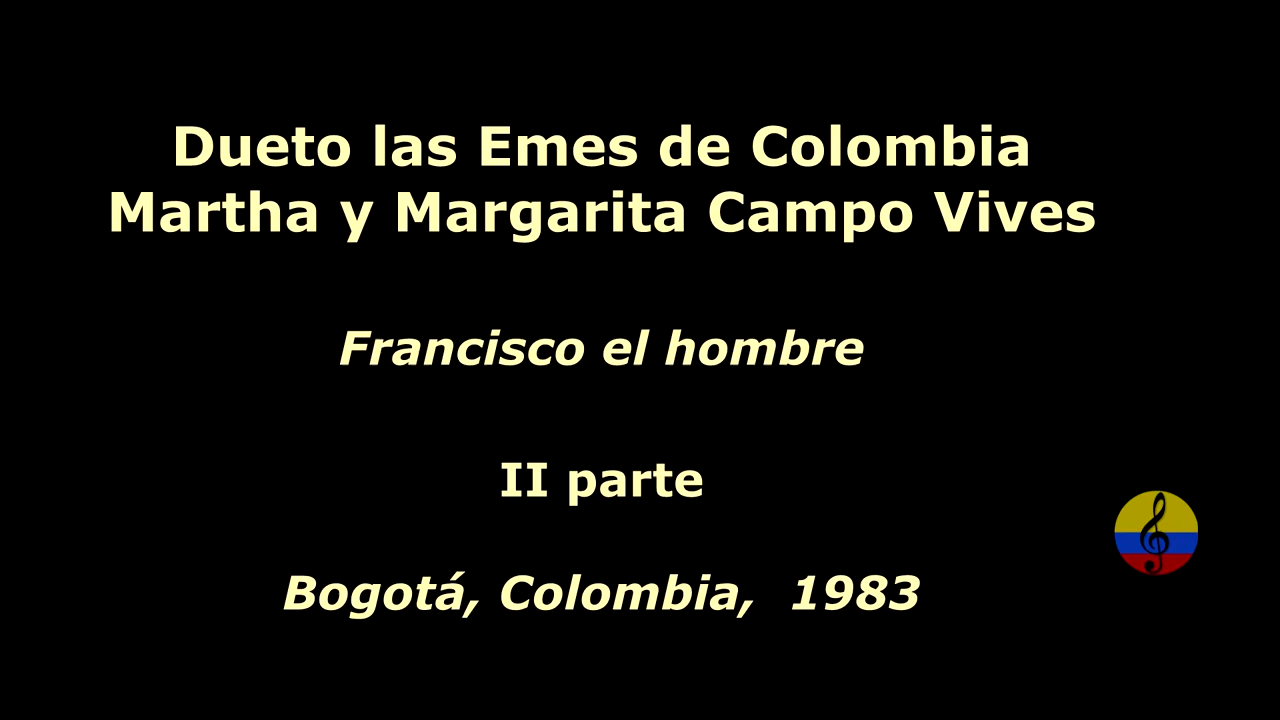 Dueto las Emes de Colombia
Martha y Margarita Campo Vives
Francisco el hombre
II parte
Bogotá, Colombia, 1983